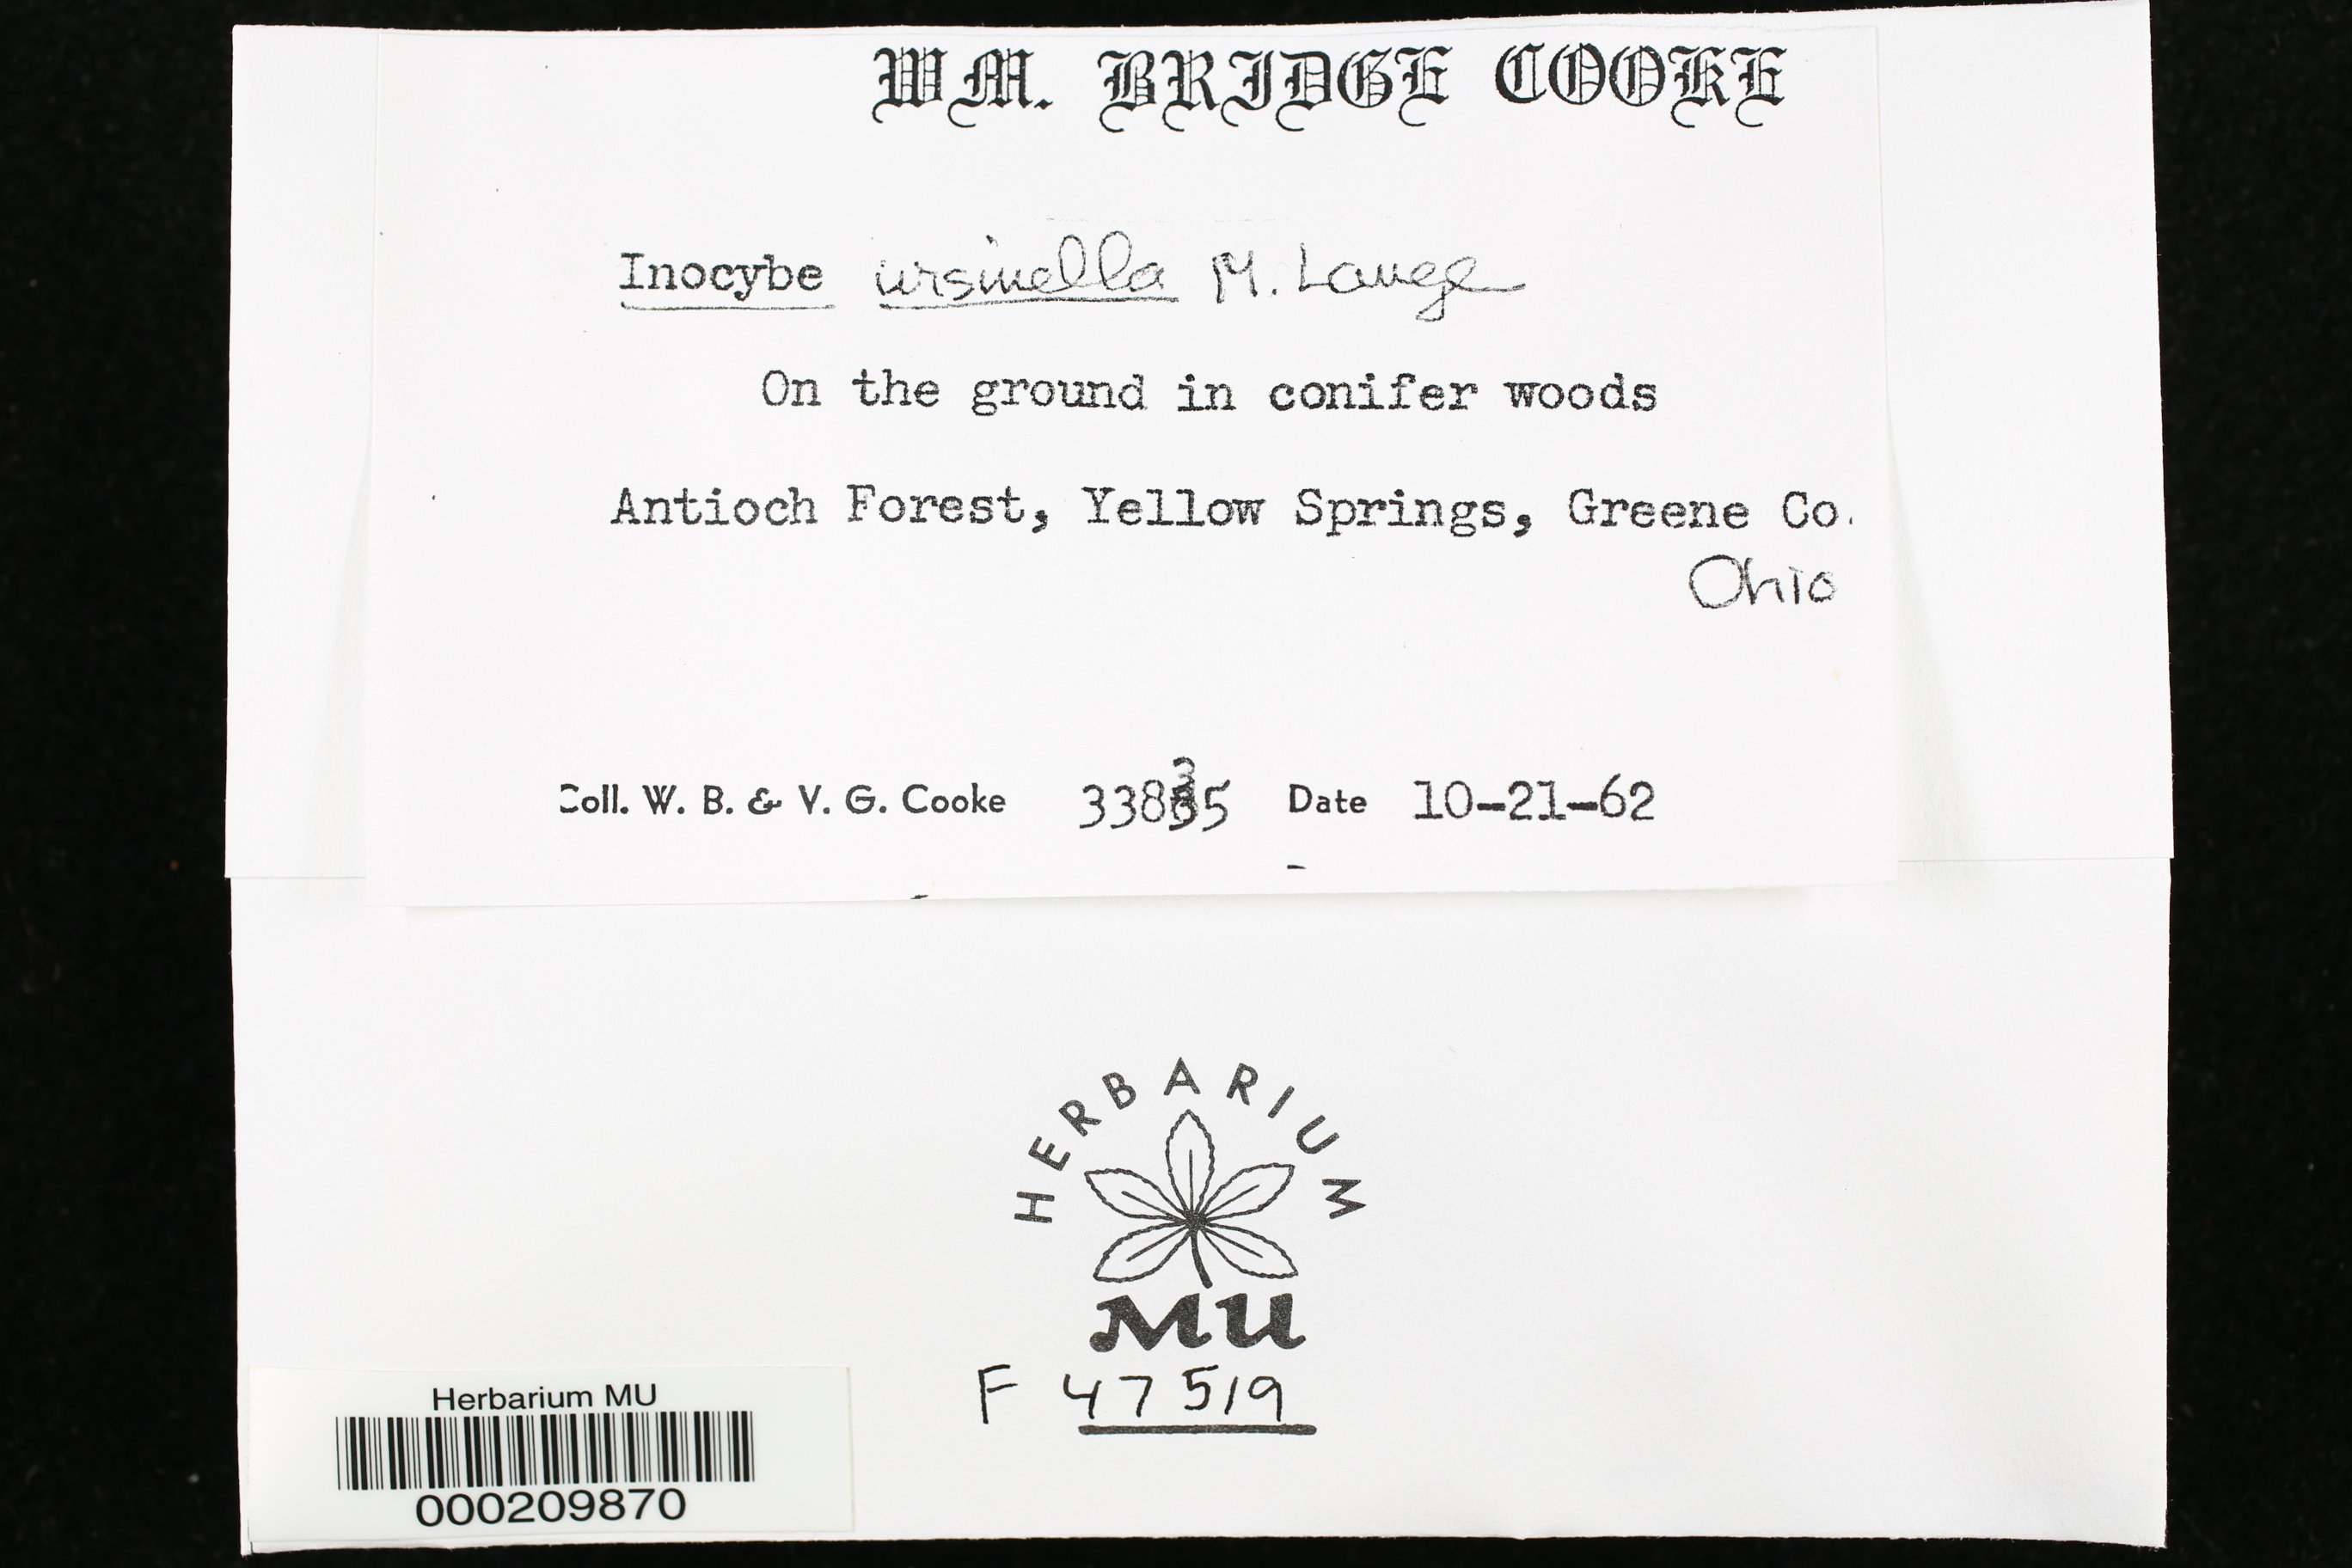 WM. BRIDGE COOKE
Inocybe ursinella M. Lange
On the ground in conifer woods
Antioch Forest, Yellow Springs, Greene Co.
Ohio
Coll. W. B. & V. G. Cooke 33835 Date 10-21-62
HERBARIUM
MU
F 47519
Herbarium MU
000209870